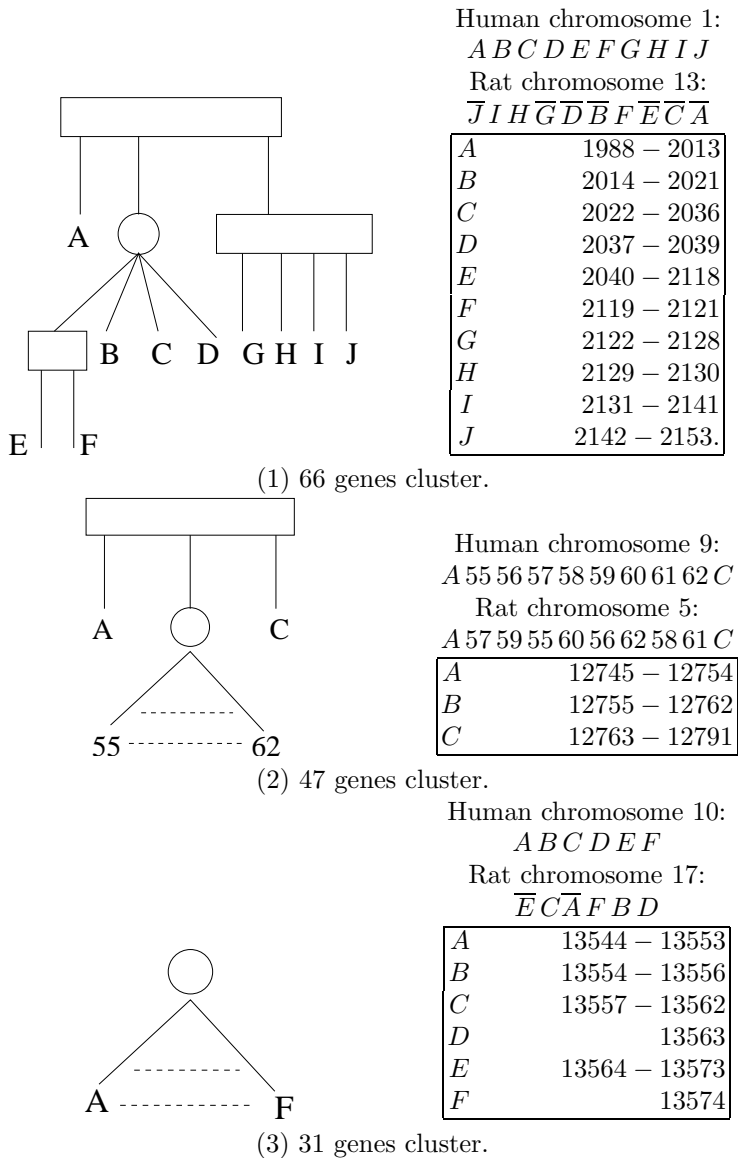 Human chromosome 1:
A B C D E F G H I J
Rat chromosome 13:
J̅ I H G̅ D̅ B̅ F E̅ C̅ A̅
A 1988 – 2013
B 2014 – 2021
C 2022 – 2036
D 2037 – 2039
E 2040 – 2118
F 2119 – 2121
G 2122 – 2128
H 2129 – 2130
I 2131 – 2141
J 2142 – 2153.
A
B C D G H I J
E F
(1) 66 genes cluster.
Human chromosome 9:
A 55 56 57 58 59 60 61 62 C
Rat chromosome 5:
A 57 59 55 60 56 62 58 61 C
A 12745 – 12754
B 12755 – 12762
C 12763 – 12791
A C
55 62
(2) 47 genes cluster.
Human chromosome 10:
A B C D E F
Rat chromosome 17:
E̅ C A̅ F B D
A 13544 – 13553
B 13554 – 13556
C 13557 – 13562
D 13563
E 13564 – 13573
F 13574
A F
(3) 31 genes cluster.